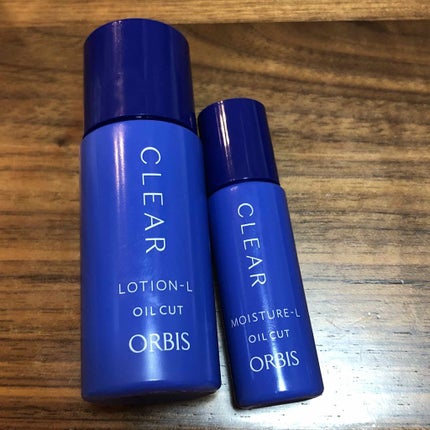 CLEAR
LOTION-L
OIL CUT
ORBIS
CLEAR
MOISTURE-L
OIL CUT
ORBIS